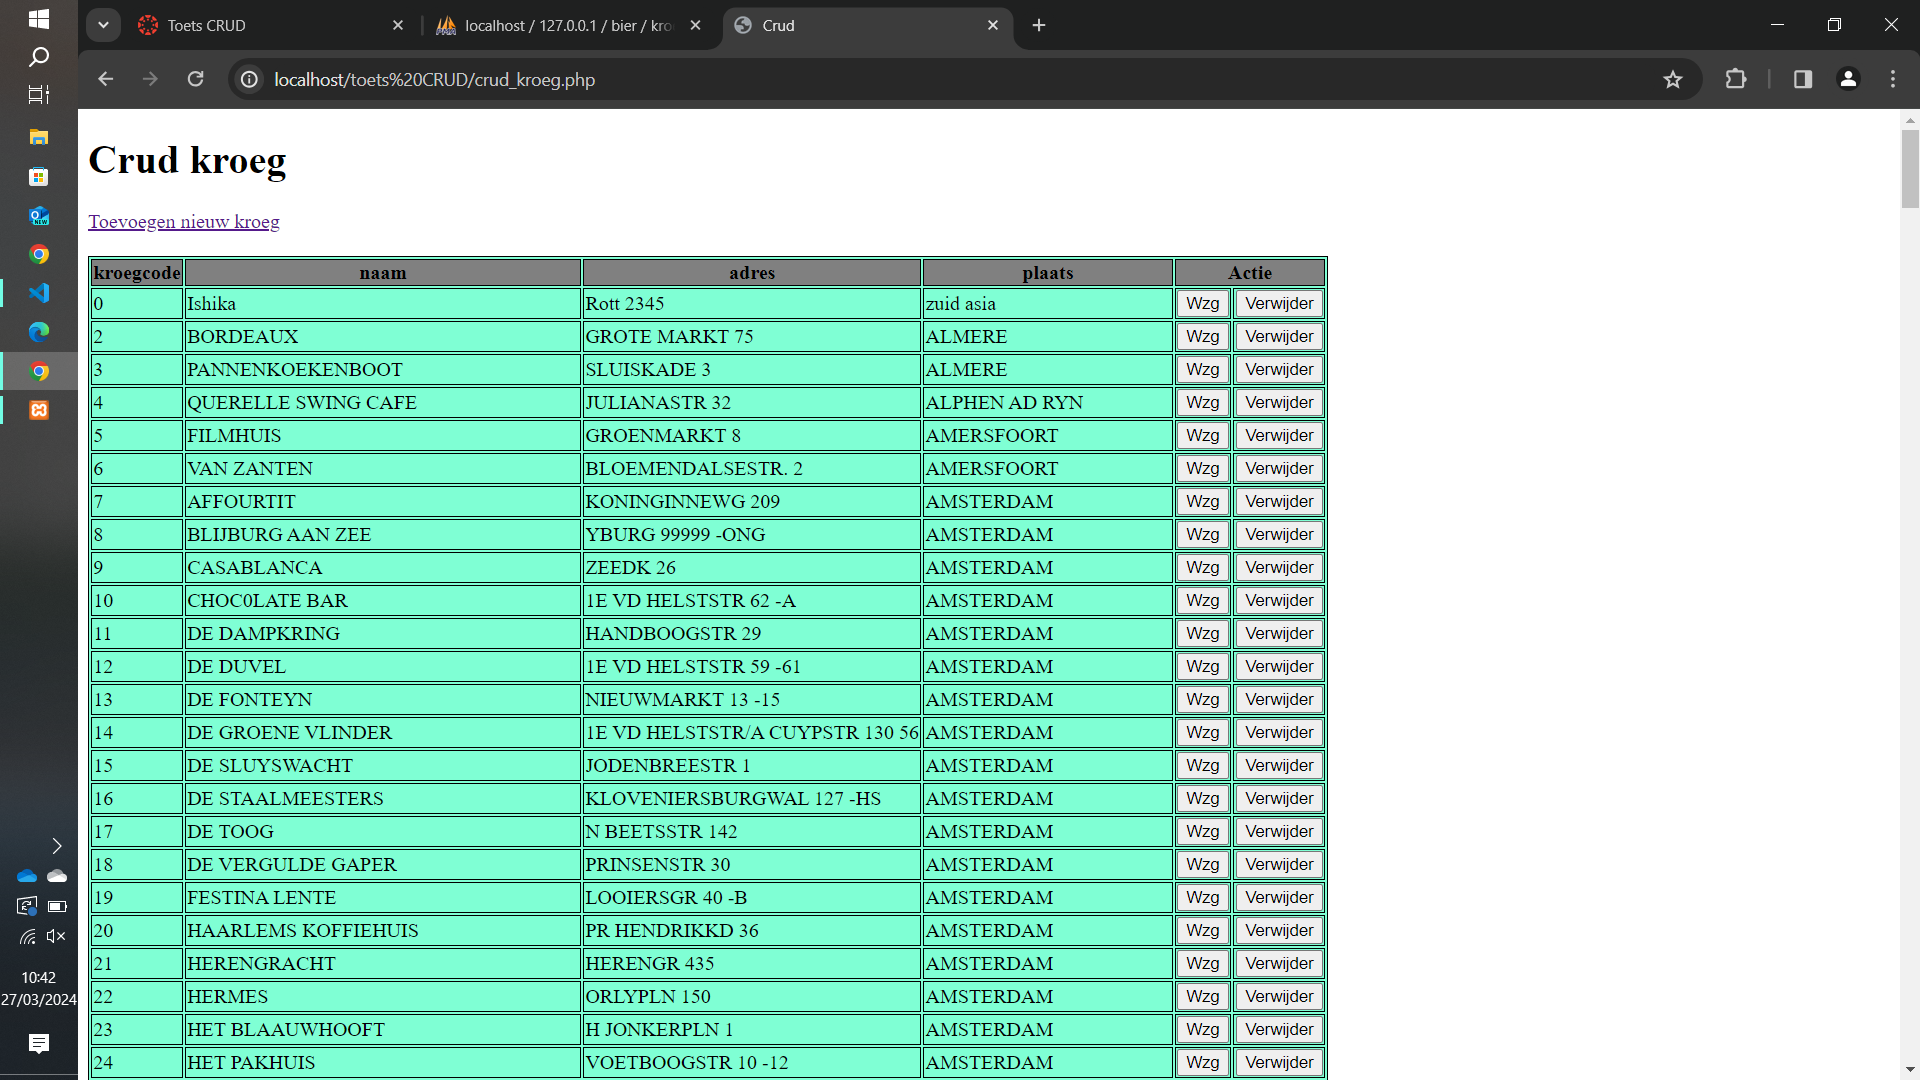 Toets CRUD
localhost / 127.0.0.1 / bier / kro
Crud
localhost/toets%20CRUD/crud_kroeg.php
Crud kroeg
Toevoegen nieuw kroeg
kroegcode naam adres plaats Actie
0 Ishika Rott 2345 zuid asia Wzg Verwijder
2 BORDEAUX GROTE MARKT 75 ALMERE Wzg Verwijder
3 PANNENKOEKENBOOT SLUISKADE 3 ALMERE Wzg Verwijder
4 QUERELLE SWING CAFE JULIANASTR 32 ALPHEN AD RYN Wzg Verwijder
5 FILMHUIS GROENMARKT 8 AMERSFOORT Wzg Verwijder
6 VAN ZANTEN BLOEMENDALSESTR. 2 AMERSFOORT Wzg Verwijder
7 AFFOURTIT KONINGINNEWG 209 AMSTERDAM Wzg Verwijder
8 BLIJBURG AAN ZEE YBURG 99999 -ONG AMSTERDAM Wzg Verwijder
9 CASABLANCA ZEEDK 26 AMSTERDAM Wzg Verwijder
10 CHOC0LATE BAR 1E VD HELSTSTR 62 -A AMSTERDAM Wzg Verwijder
11 DE DAMPKRING HANDBOOGSTR 29 AMSTERDAM Wzg Verwijder
12 DE DUVEL 1E VD HELSTSTR 59 -61 AMSTERDAM Wzg Verwijder
13 DE FONTEYN NIEUWMARKT 13 -15 AMSTERDAM Wzg Verwijder
14 DE GROENE VLINDER 1E VD HELSTSTR/A CUYPSTR 130 56 AMSTERDAM Wzg Verwijder
15 DE SLUYSWACHT JODENBREESTR 1 AMSTERDAM Wzg Verwijder
16 DE STAALMEESTERS KLOVENIERSBURGWAL 127 -HS AMSTERDAM Wzg Verwijder
17 DE TOOG N BEETSSTR 142 AMSTERDAM Wzg Verwijder
18 DE VERGULDE GAPER PRINSENSTR 30 AMSTERDAM Wzg Verwijder
19 FESTINA LENTE LOOIERSGR 40 -B AMSTERDAM Wzg Verwijder
20 HAARLEMS KOFFIEHUIS PR HENDRIKKD 36 AMSTERDAM Wzg Verwijder
21 HERENGRACHT HERENGR 435 AMSTERDAM Wzg Verwijder
22 HERMES ORLYPLN 150 AMSTERDAM Wzg Verwijder
23 HET BLAAUWHOOFT H JONKERPLN 1 AMSTERDAM Wzg Verwijder
24 HET PAKHUIS VOETBOOGSTR 10 -12 AMSTERDAM Wzg Verwijder
10:42
27/03/2024